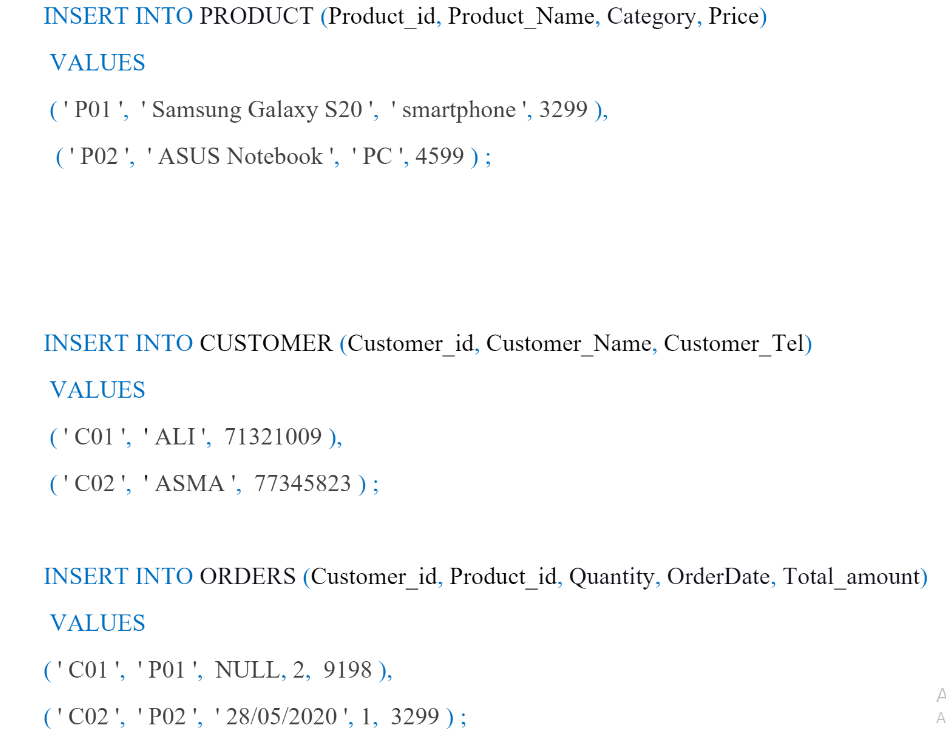 INSERT INTO PRODUCT (Product_id, Product_Name, Category, Price)
VALUES
( ' P01 ', ' Samsung Galaxy S20 ', ' smartphone ', 3299 ),
( ' P02 ', ' ASUS Notebook ', ' PC ', 4599 ) ;
INSERT INTO CUSTOMER (Customer_id, Customer_Name, Customer_Tel)
VALUES
( ' C01 ', ' ALI ', 71321009 ),
( ' C02 ', ' ASMA ', 77345823 ) ;
INSERT INTO ORDERS (Customer_id, Product_id, Quantity, OrderDate, Total_amount)
VALUES
( ' C01 ', ' P01 ', NULL, 2, 9198 ),
( ' C02 ', ' P02 ', ' 28/05/2020 ', 1, 3299 ) ;
A
A